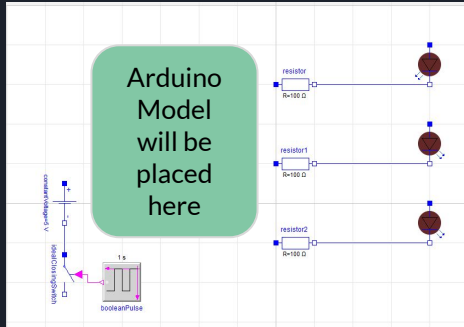 Arduino
Model
will be
placed
here
resistor
R=100 Ω
resistor1
R=100 Ω
resistor2
R=100 Ω
constantVoltage=5 V
+
-
idealClosingSwitch
1 s
booleanPulse